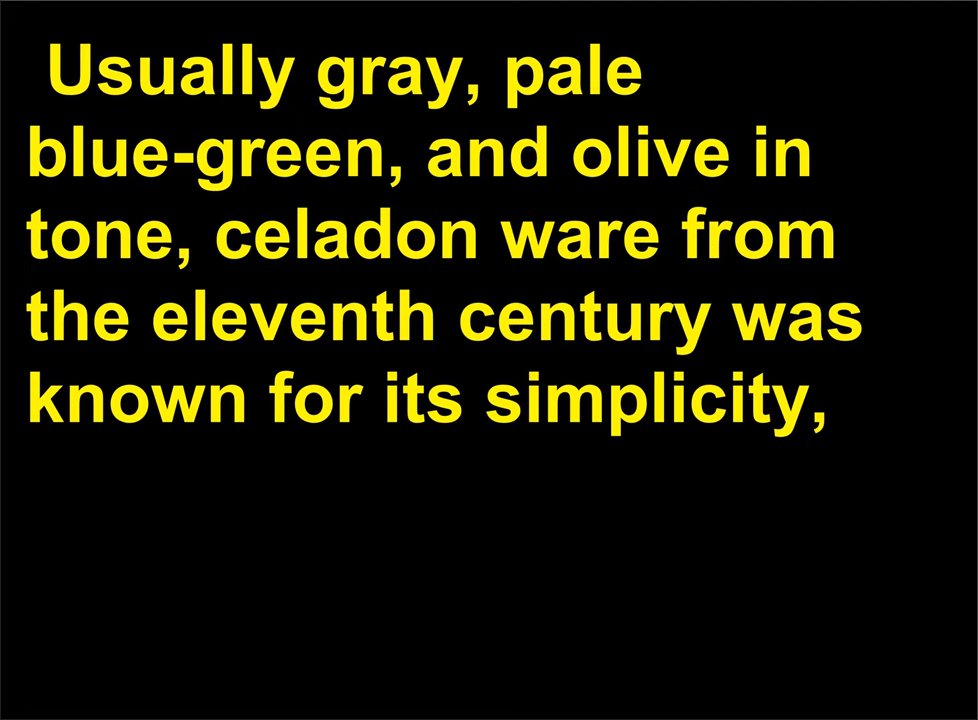 Usually gray, pale
blue-green, and olive in
tone, celadon ware from
the eleventh century was
known for its simplicity,